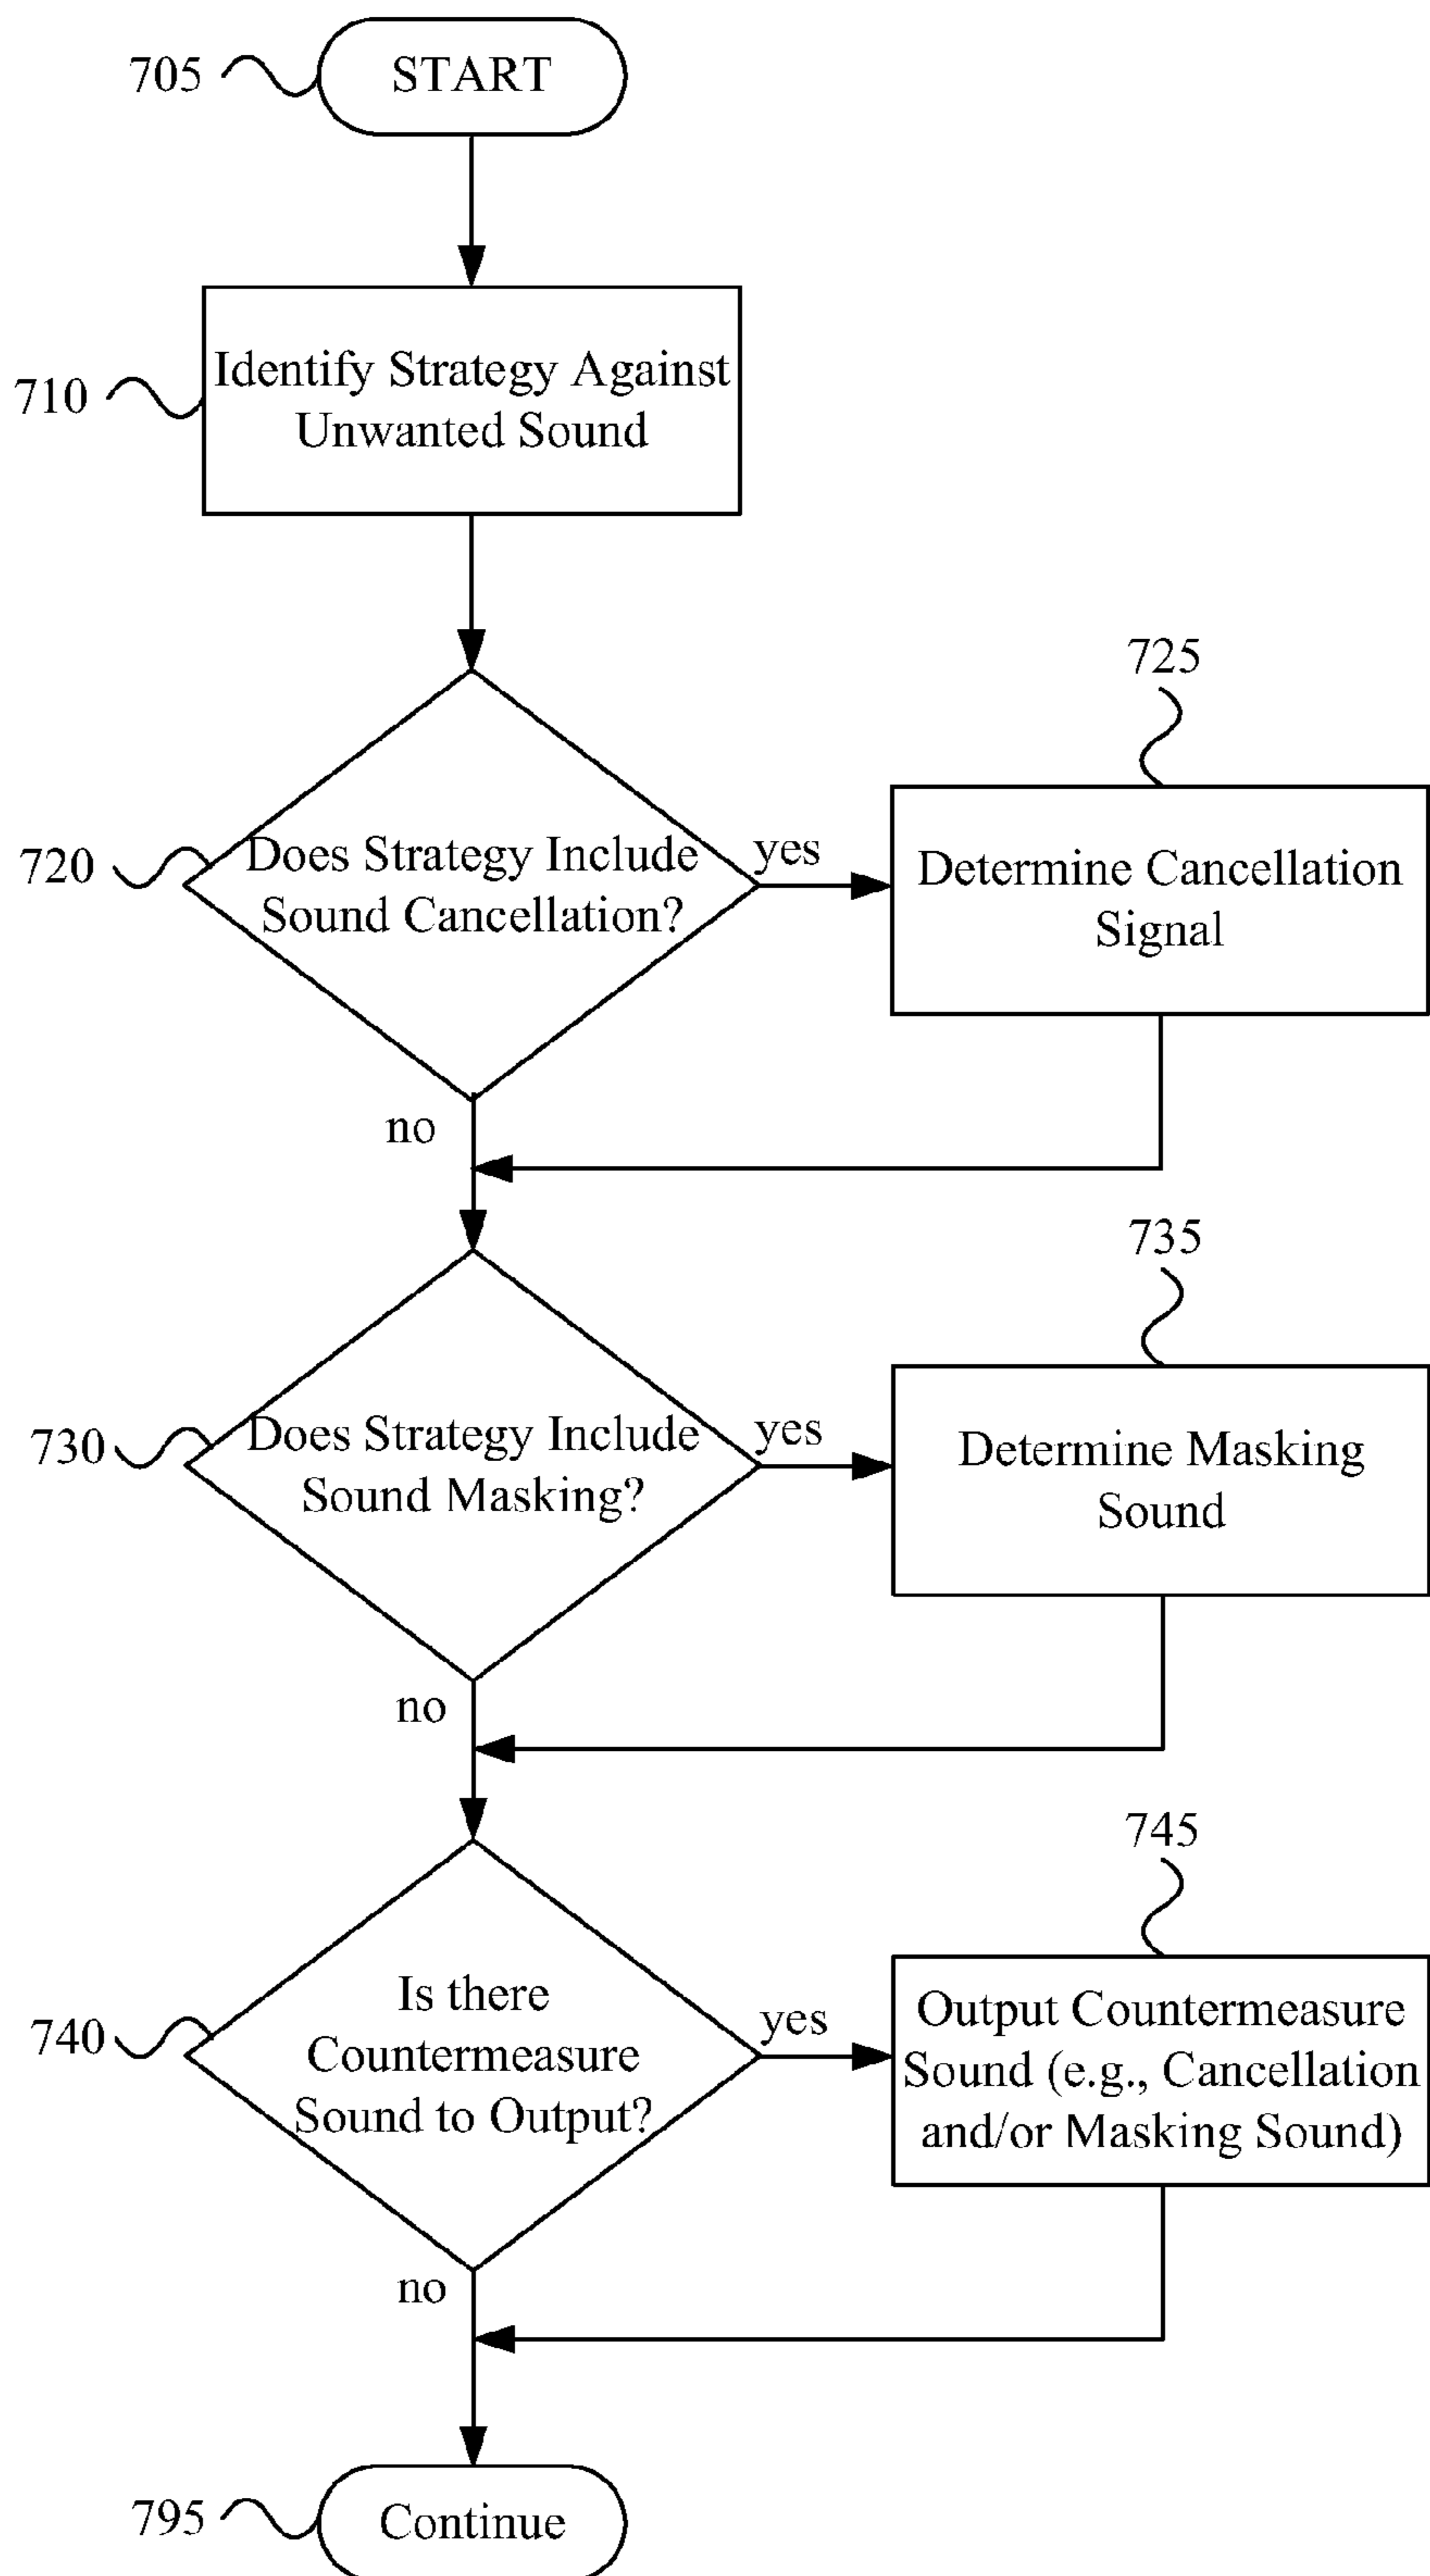 705
START
710
Identify Strategy Against
Unwanted Sound
720
Does Strategy Include
Sound Cancellation?
yes
no
725
Determine Cancellation
Signal
730
Does Strategy Include
Sound Masking?
yes
no
735
Determine Masking
Sound
740
Is there
Countermeasure
Sound to Output?
yes
no
745
Output Countermeasure
Sound (e.g., Cancellation
and/or Masking Sound)
795
Continue